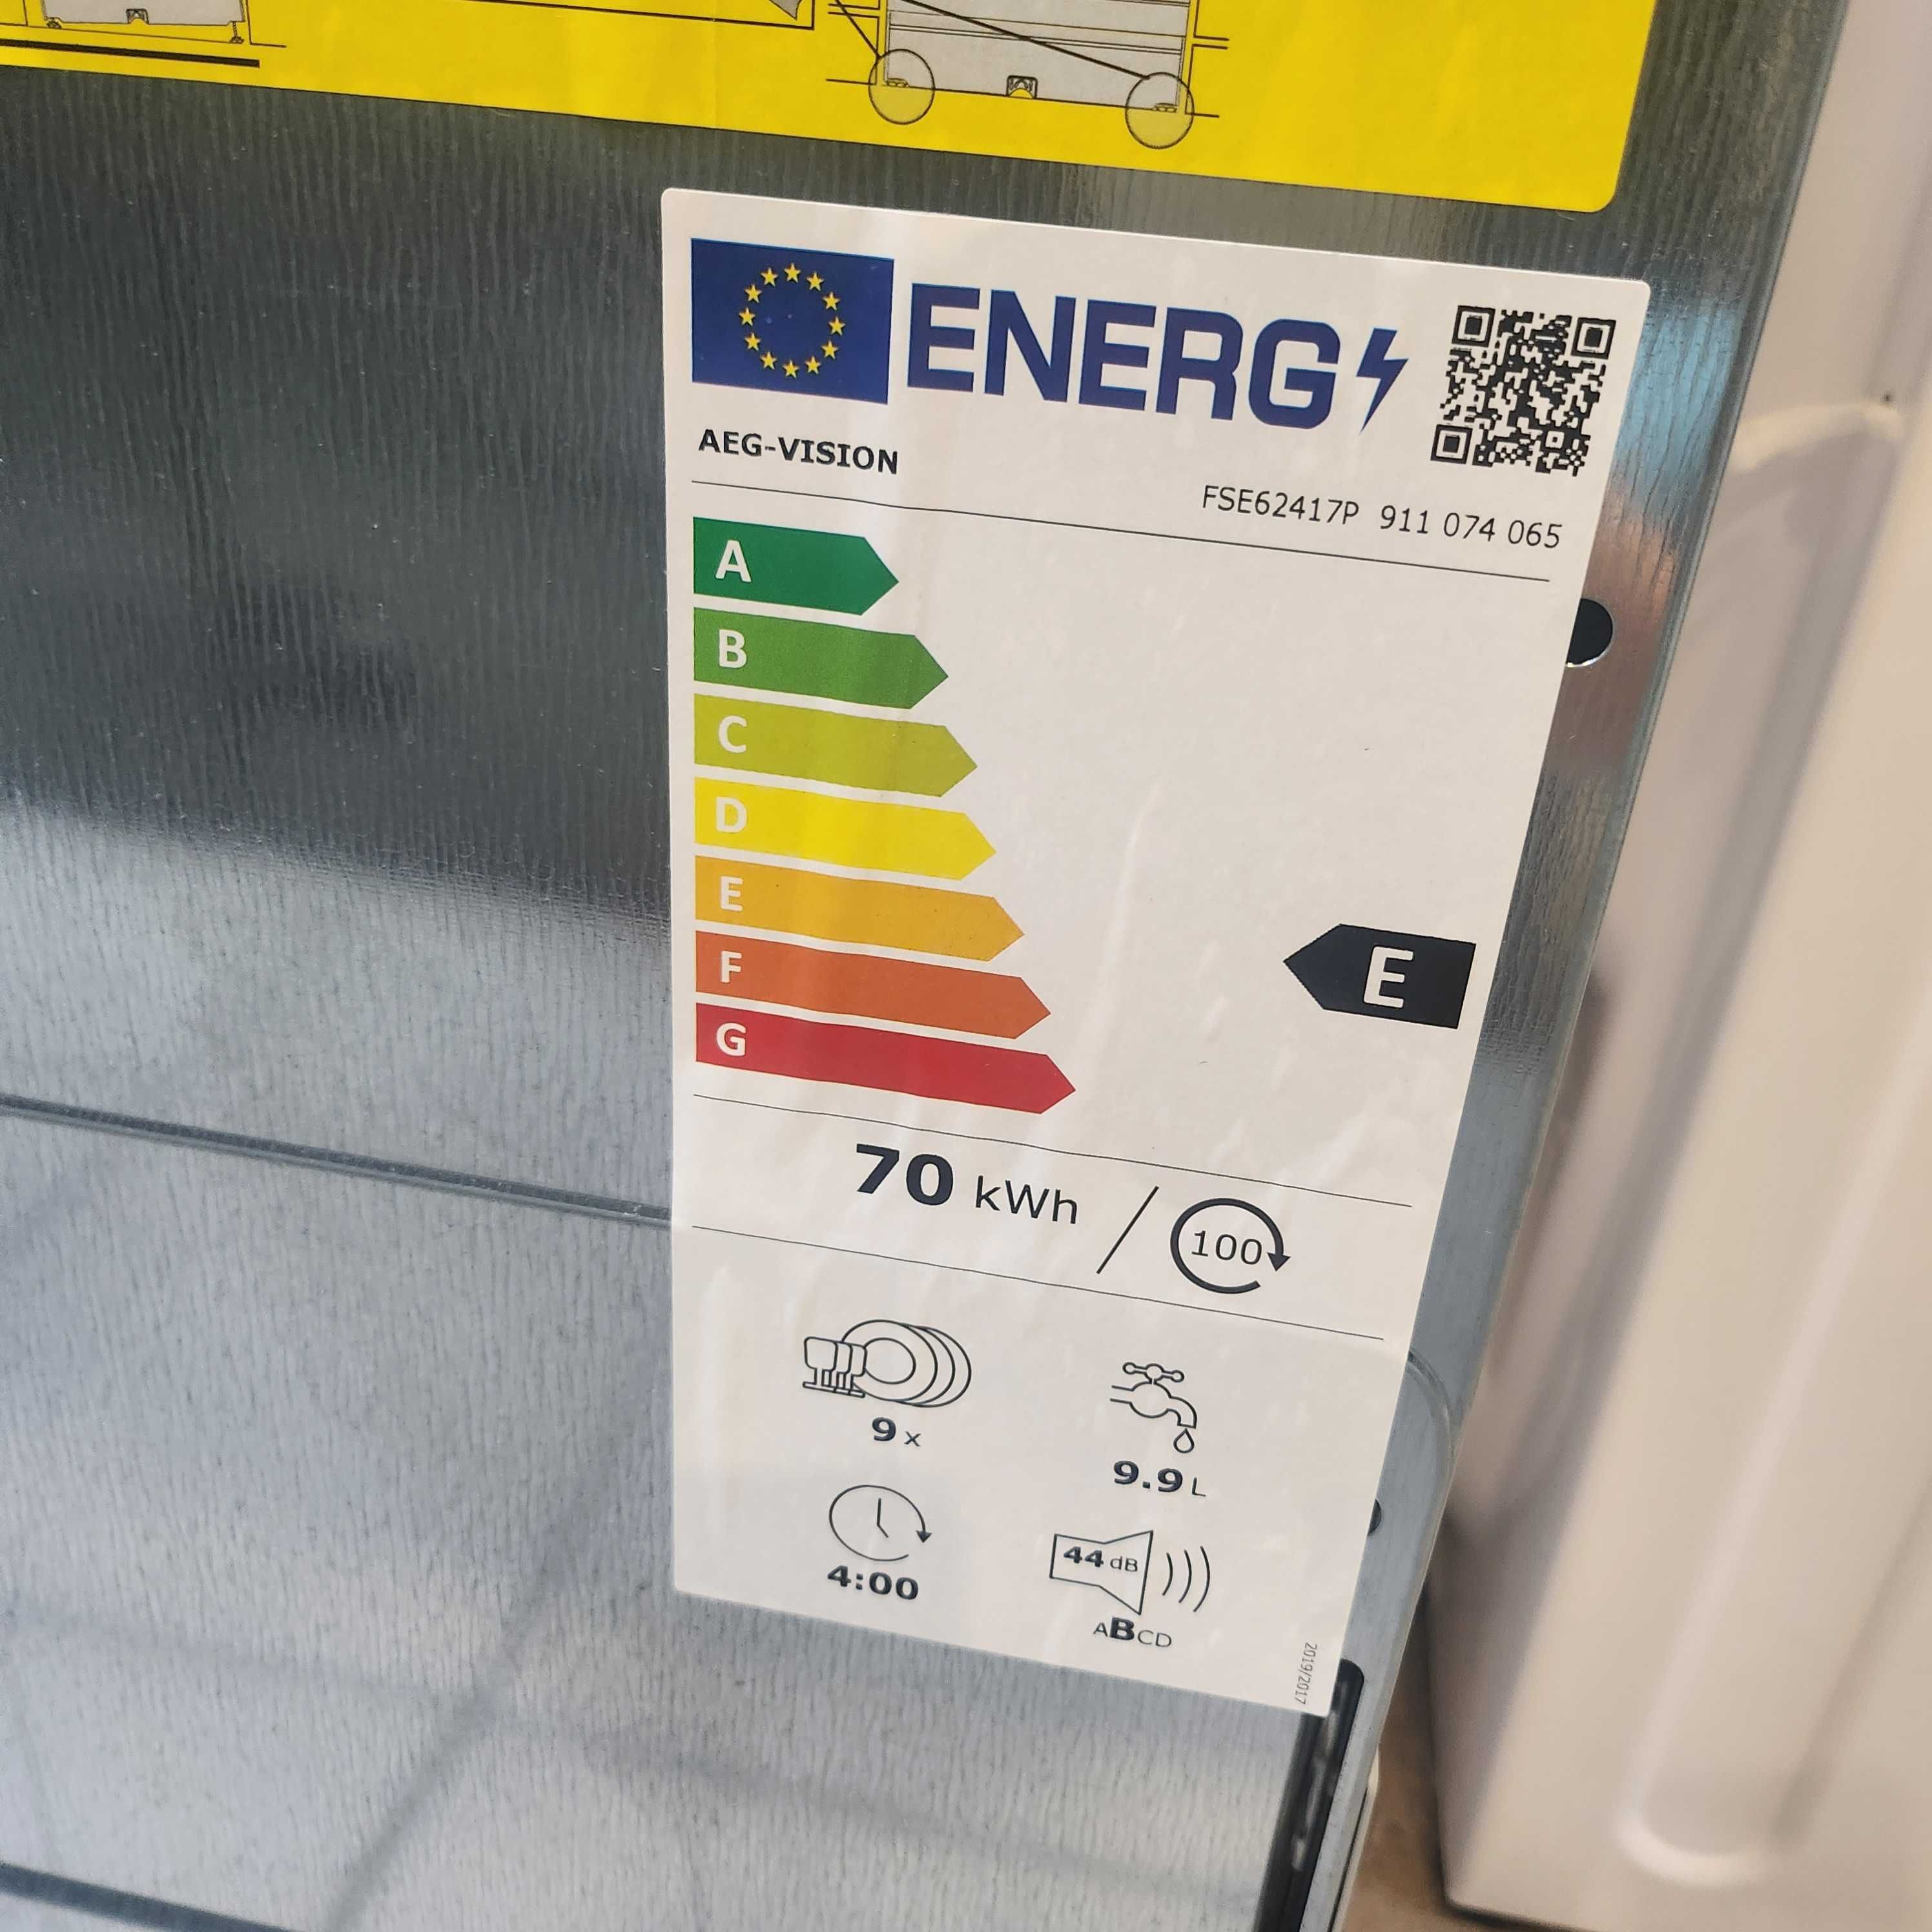 ENERG
AEG-VISION
FSE62417P 911 074 065
A
B
C
D
E
E
F
G
70 kWh / 100
9 x
9.9 L
4:00
44 dB
ABCD
2019/2017